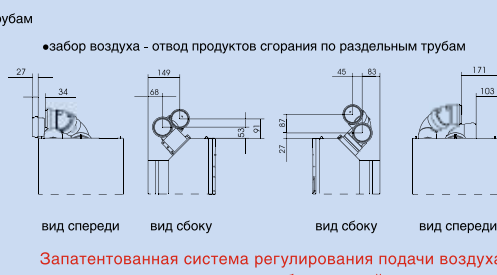 рубам
●забор воздуха - отвод продуктов сгорания по раздельным трубам
27 149 45 83 171
34 68 103
53 91 87 27
вид спереди вид сбоку вид сбоку вид спереди
Запатентованная система регулирования подачи воздуха